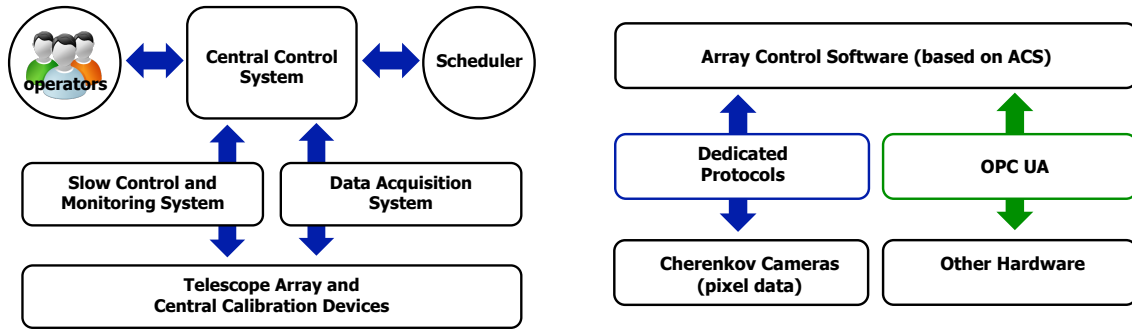 operators
Central Control
System
Scheduler
Slow Control and
Monitoring System
Data Acquisition
System
Telescope Array and
Central Calibration Devices
Array Control Software (based on ACS)
Dedicated
Protocols
OPC UA
Cherenkov Cameras
(pixel data)
Other Hardware